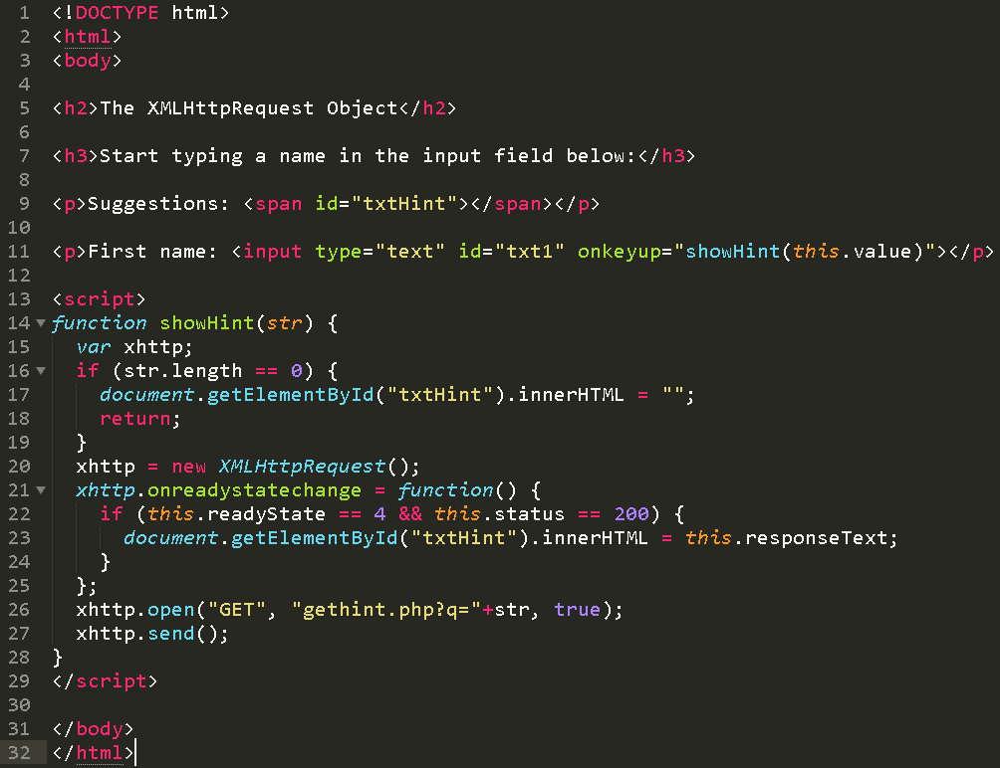 1 <!DOCTYPE html>
2 <html>
3 <body>
4
5 <h2>The XMLHttpRequest Object</h2>
6
7 <h3>Start typing a name in the input field below:</h3>
8
9 <p>Suggestions: <span id="txtHint"></span></p>
10
11 <p>First name: <input type="text" id="txt1" onkeyup="showHint(this.value)"></p>
12
13 <script>
14 function showHint(str) {
15   var xhttp;
16   if (str.length == 0) {
17     document.getElementById("txtHint").innerHTML = "";
18     return;
19   }
20   xhttp = new XMLHttpRequest();
21   xhttp.onreadystatechange = function() {
22     if (this.readyState == 4 && this.status == 200) {
23       document.getElementById("txtHint").innerHTML = this.responseText;
24     }
25   };
26   xhttp.open("GET", "gethint.php?q="+str, true);
27   xhttp.send();
28 }
29 </script>
30
31 </body>
32 </html>